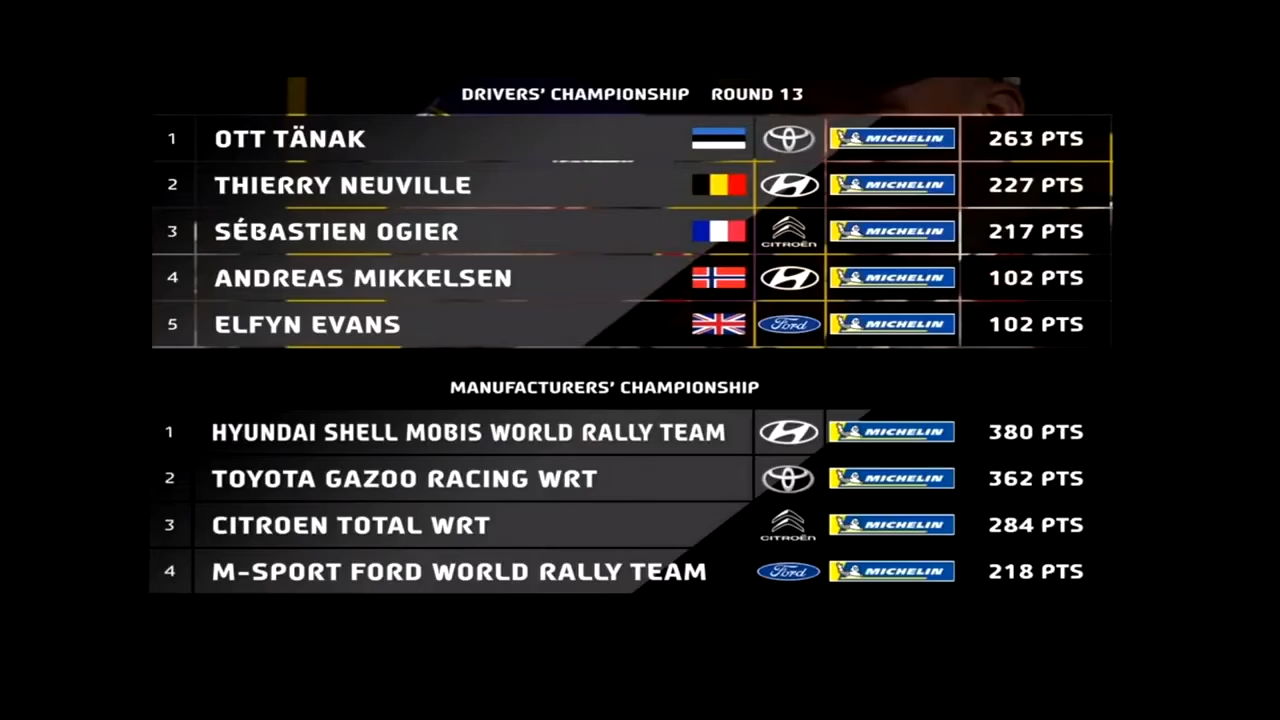 DRIVERS' CHAMPIONSHIP ROUND 13
1 OTT TÄNAK MICHELIN 263 PTS
2 THIERRY NEUVILLE MICHELIN 227 PTS
3 SÉBASTIEN OGIER CITROËN MICHELIN 217 PTS
4 ANDREAS MIKKELSEN MICHELIN 102 PTS
5 ELFYN EVANS Ford MICHELIN 102 PTS
MANUFACTURERS' CHAMPIONSHIP
1 HYUNDAI SHELL MOBIS WORLD RALLY TEAM MICHELIN 380 PTS
2 TOYOTA GAZOO RACING WRT MICHELIN 362 PTS
3 CITROEN TOTAL WRT CITROËN MICHELIN 284 PTS
4 M-SPORT FORD WORLD RALLY TEAM Ford MICHELIN 218 PTS